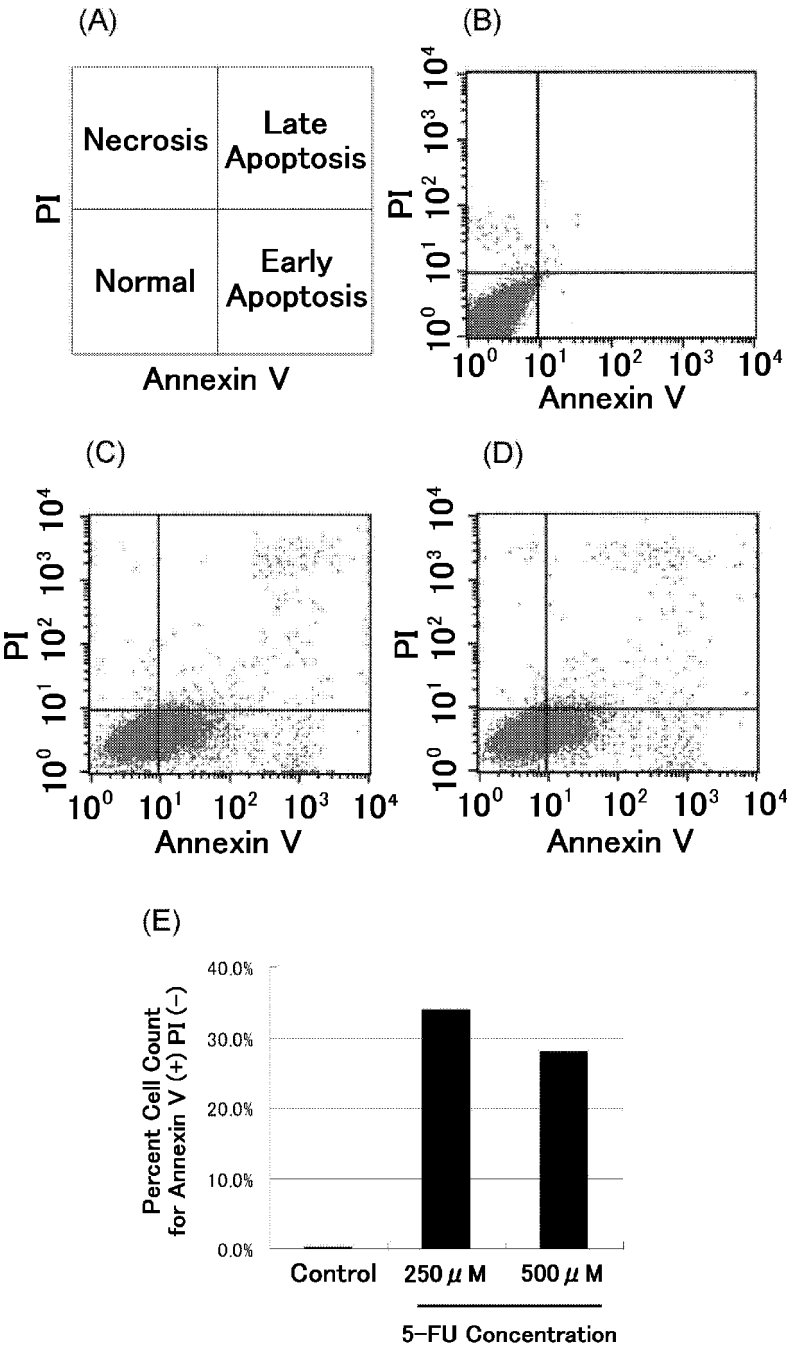 (A)
Necrosis
Late
Apoptosis
Normal
Early
Apoptosis
PI
Annexin V
(B)
10^4
10^3
10^2
10^1
10^0
PI
10^0 10^1 10^2 10^3 10^4
Annexin V
(C)
10^4
10^3
10^2
10^1
10^0
PI
10^0 10^1 10^2 10^3 10^4
Annexin V
(D)
10^4
10^3
10^2
10^1
10^0
PI
10^0 10^1 10^2 10^3 10^4
Annexin V
(E)
Percent Cell Count
for Annexin V (+) PI (-)
40.0%
30.0%
20.0%
10.0%
0.0%
Control 250 μM 500 μM
5-FU Concentration